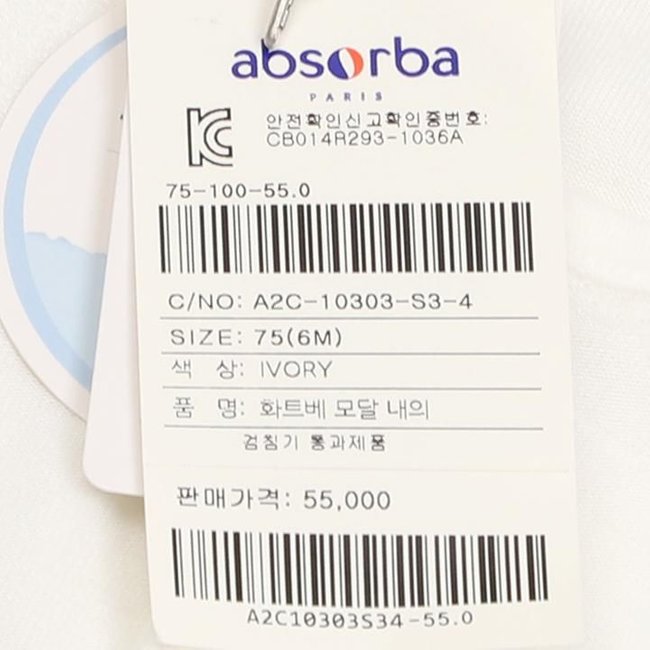 absorba
PARIS
안전확인신고확인증번호:
CB014R293-1036A
75-100-55.0
C/NO: A2C-10303-S3-4
SIZE: 75(6M)
색 상: IVORY
품 명: 화트베 모달 내의
검침기 통과제품
판매가격: 55,000
A2C10303S34-55.0